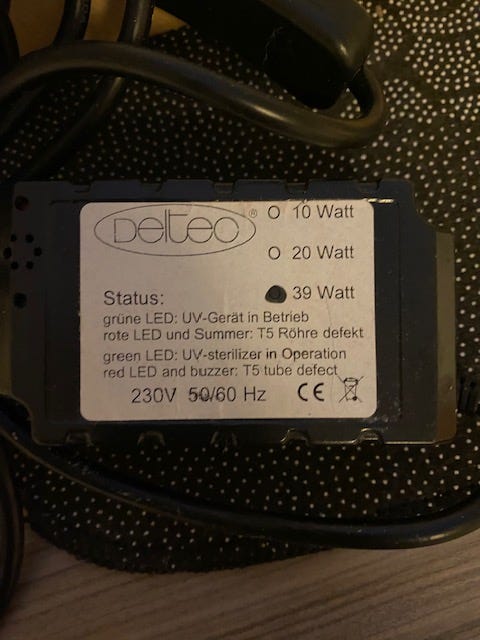 Deltec®
10 Watt
20 Watt
39 Watt
Status:
grüne LED: UV-Gerät in Betrieb
rote LED und Summer: T5 Röhre defekt
green LED: UV-sterilizer in Operation
red LED and buzzer: T5 tube defect
230V 50/60 Hz CE